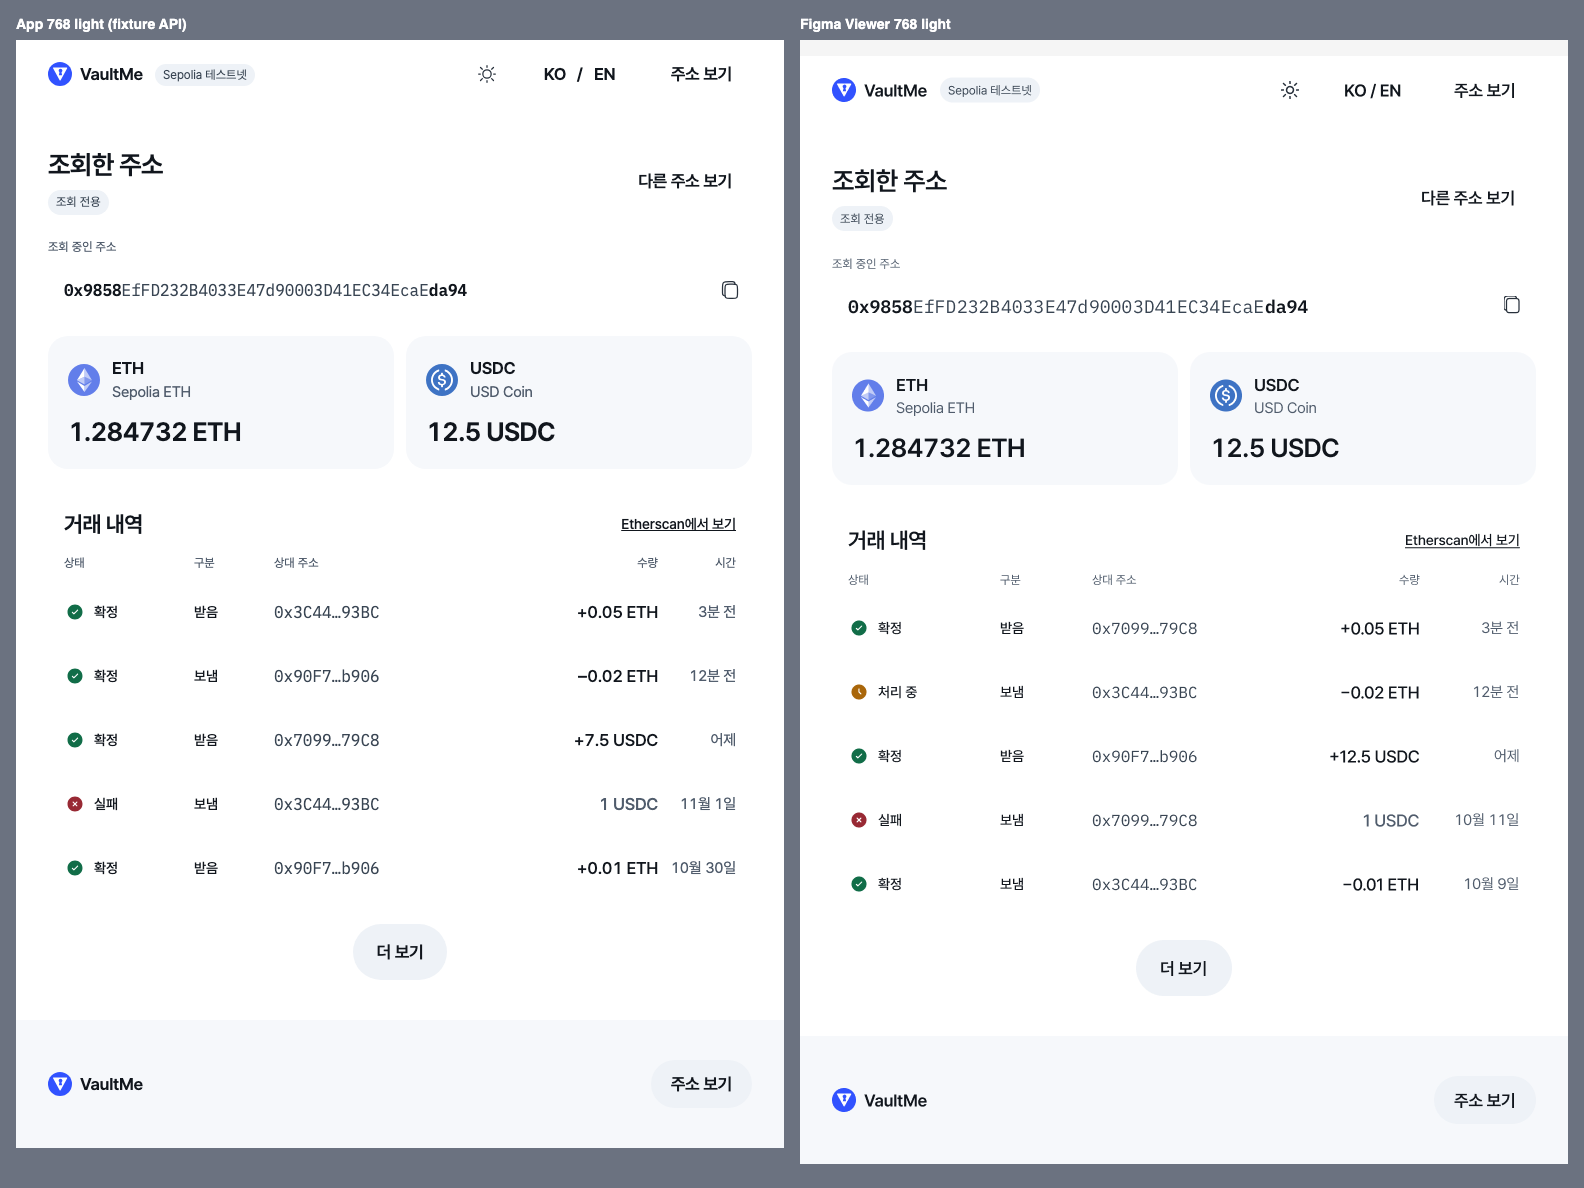 App 768 light (fixture API)
VaultMe Sepolia 테스트넷 KO / EN 주소 보기
조회한 주소
다른 주소 보기
조회 전용
조회 중인 주소
0x9858EfFD232B4033E47d90003D41EC34EcaEda94
ETH
Sepolia ETH
1.284732 ETH
USDC
USD Coin
12.5 USDC
거래 내역 Etherscan에서 보기
상태 구분 상대 주소 수량 시간
확정 받음 0x3C44…93BC +0.05 ETH 3분 전
확정 보냄 0x90F7…b906 −0.02 ETH 12분 전
확정 받음 0x7099…79C8 +7.5 USDC 어제
실패 보냄 0x3C44…93BC 1 USDC 11월 1일
확정 받음 0x90F7…b906 +0.01 ETH 10월 30일
더 보기
VaultMe 주소 보기
Figma Viewer 768 light
VaultMe Sepolia 테스트넷 KO / EN 주소 보기
조회한 주소
다른 주소 보기
조회 전용
조회 중인 주소
0x9858EfFD232B4033E47d90003D41EC34EcaEda94
ETH
Sepolia ETH
1.284732 ETH
USDC
USD Coin
12.5 USDC
거래 내역 Etherscan에서 보기
상태 구분 상대 주소 수량 시간
확정 받음 0x7099…79C8 +0.05 ETH 3분 전
처리 중 보냄 0x3C44…93BC −0.02 ETH 12분 전
확정 받음 0x90F7…b906 +12.5 USDC 어제
실패 보냄 0x7099…79C8 1 USDC 10월 11일
확정 보냄 0x3C44…93BC −0.01 ETH 10월 9일
더 보기
VaultMe 주소 보기